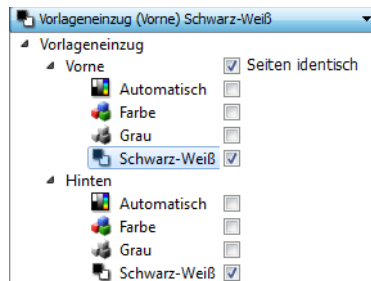 Vorlageneinzug (Vorne) Schwarz-Weiß
Vorlageneinzug
Vorne Seiten identisch
Automatisch
Farbe
Grau
Schwarz-Weiß
Hinten
Automatisch
Farbe
Grau
Schwarz-Weiß